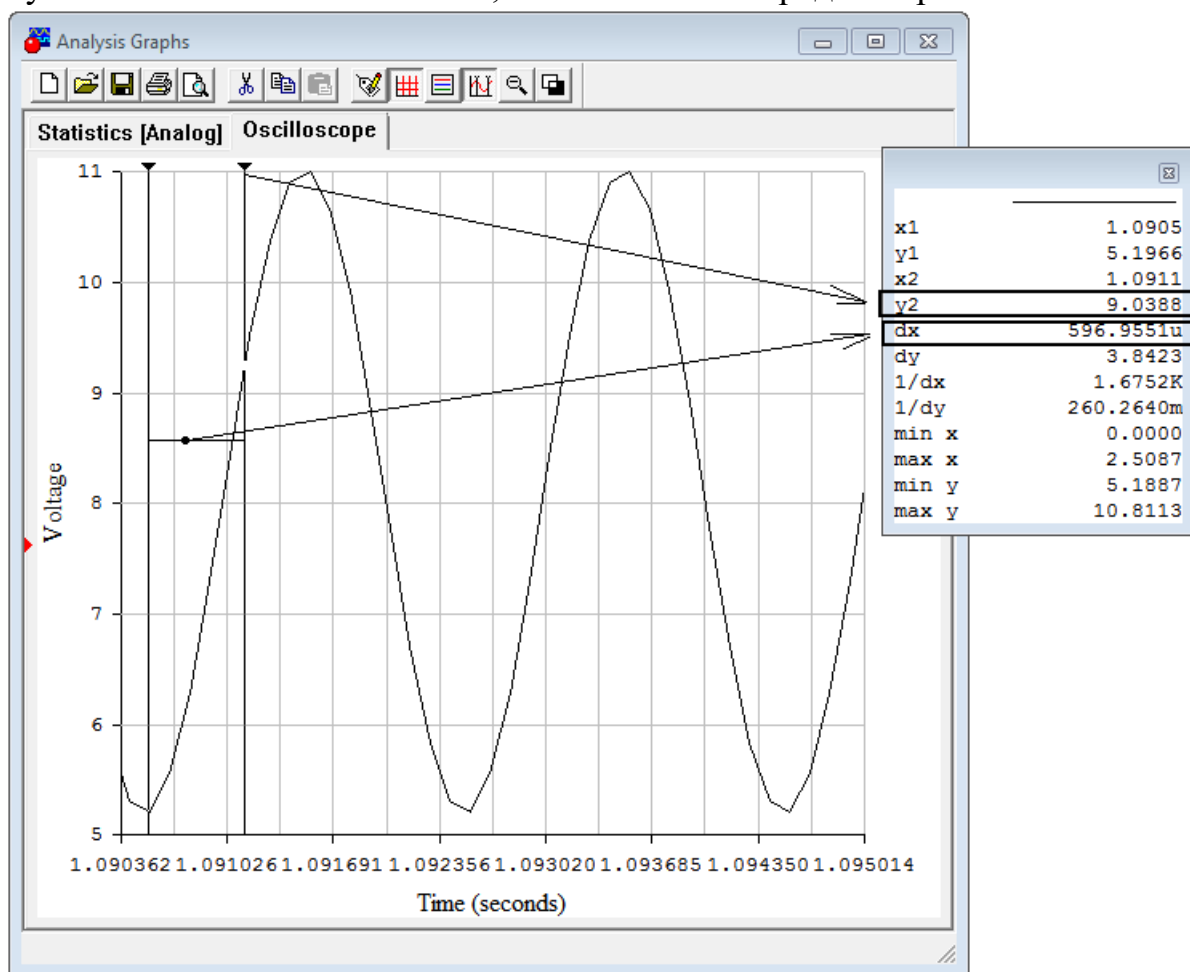 Analysis Graphs
Statistics [Analog] Oscilloscope
11
10
9
8
7
6
5
Voltage
1.090362 1.091026 1.091691 1.092356 1.093020 1.093685 1.094350 1.095014
Time (seconds)
x1 1.0905
y1 5.1966
x2 1.0911
y2 9.0388
dx 596.9551u
dy 3.8423
1/dx 1.6752K
1/dy 260.2640m
min x 0.0000
max x 2.5087
min y 5.1887
max y 10.8113